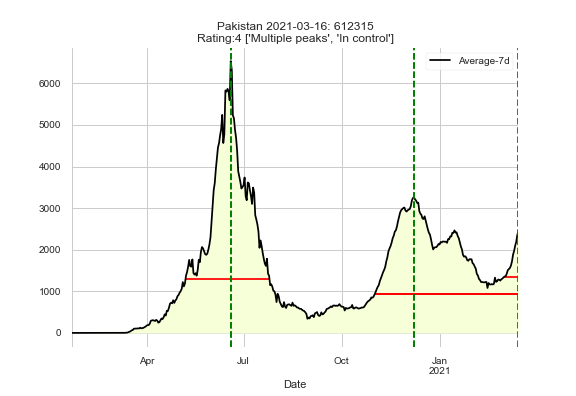 Pakistan 2021-03-16: 612315
Rating:4 ['Multiple peaks', 'In control']
Average-7d
6000
5000
4000
3000
2000
1000
0
Apr
Jul
Oct
Jan
2021
Date